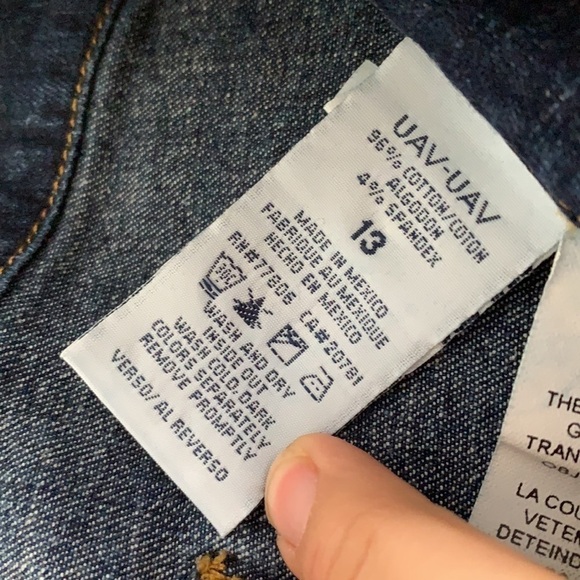 UAV-UAV
96% COTTON/COTON
ALGODON
4% SPANDEX
13
MADE IN MEXICO
FABRIQUE AU MEXIQUE
HECHO EN MEXICO
RN#77806 CA#20781
WASH AND DRY
INSIDE OUT
WASH COLD.DARK
COLORS SEPARATELY
REMOVE PROMPTLY
VERSO/AL REVERSO
THE
G
TRAN
LA COU
VETEM
DETEIND